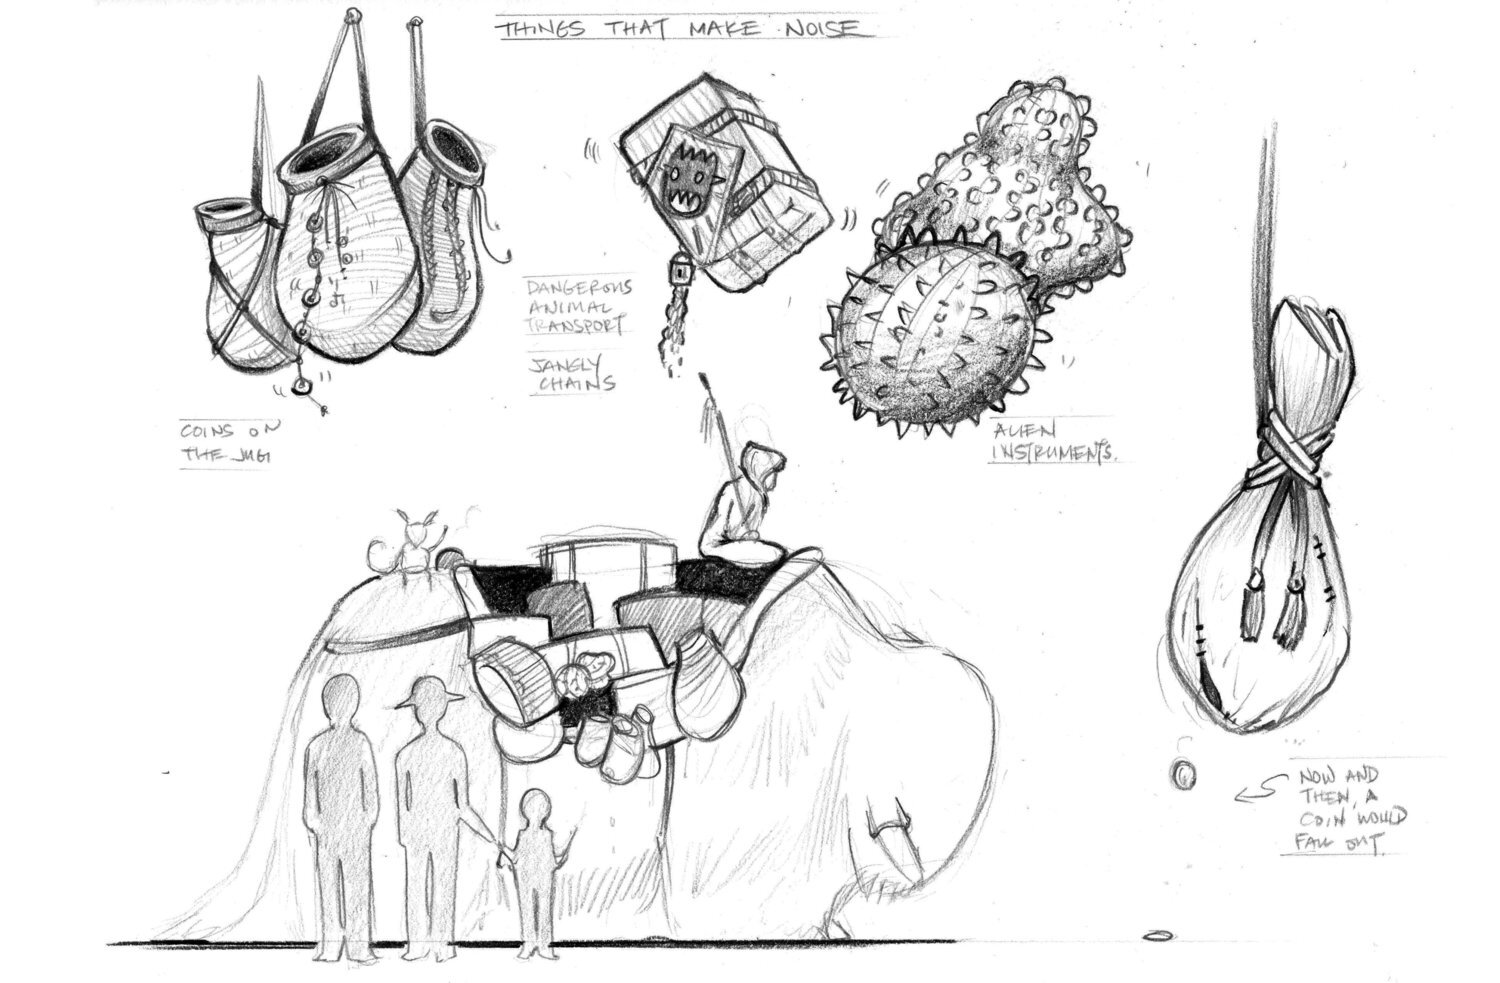 THINGS THAT MAKE NOISE
COINS ON
THE JUG
DANGEROUS
ANIMAL
TRANSPORT
JANGLY
CHAINS
ALIEN
INSTRUMENTS.
NOW AND
THEN, A
COIN WOULD
FALL OUT.